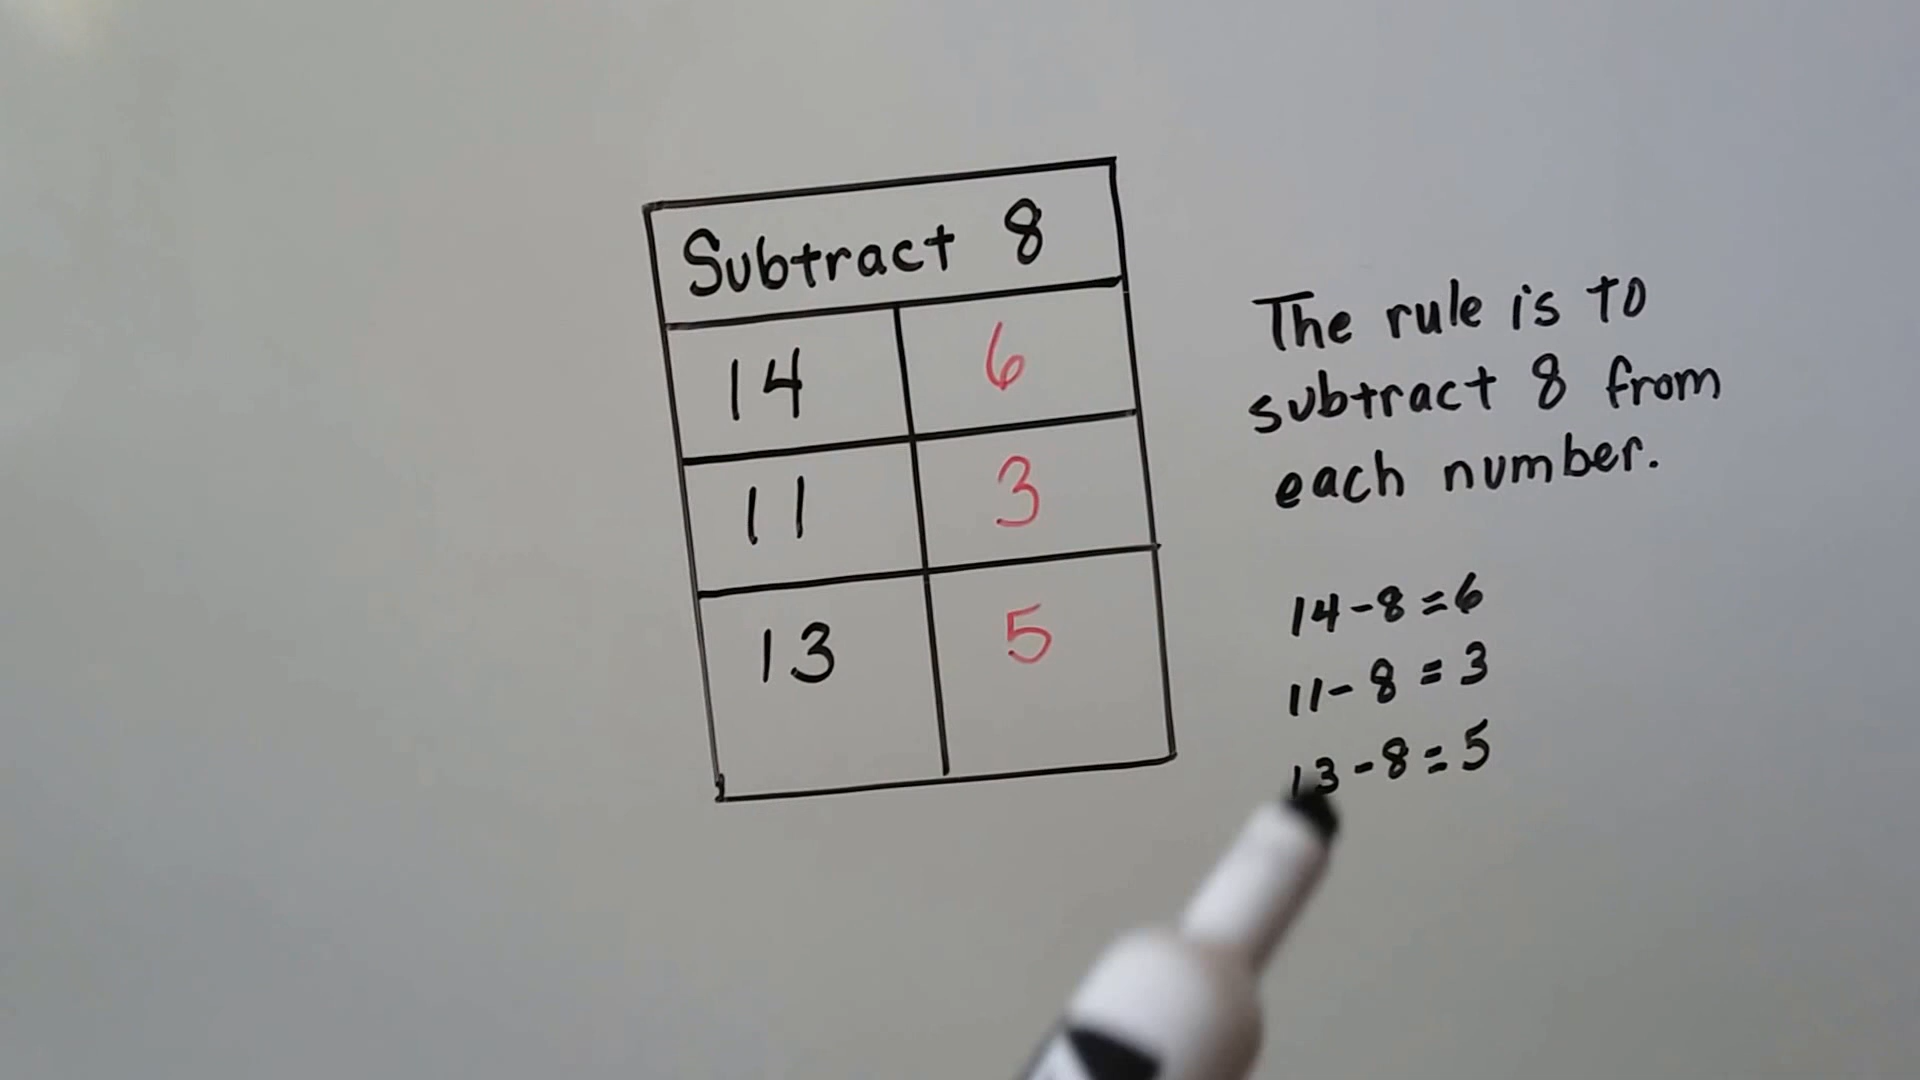 Subtract 8
14 6
11 3
13 5
The rule is to
subtract 8 from
each number.
14-8=6
11-8=3
13-8=5